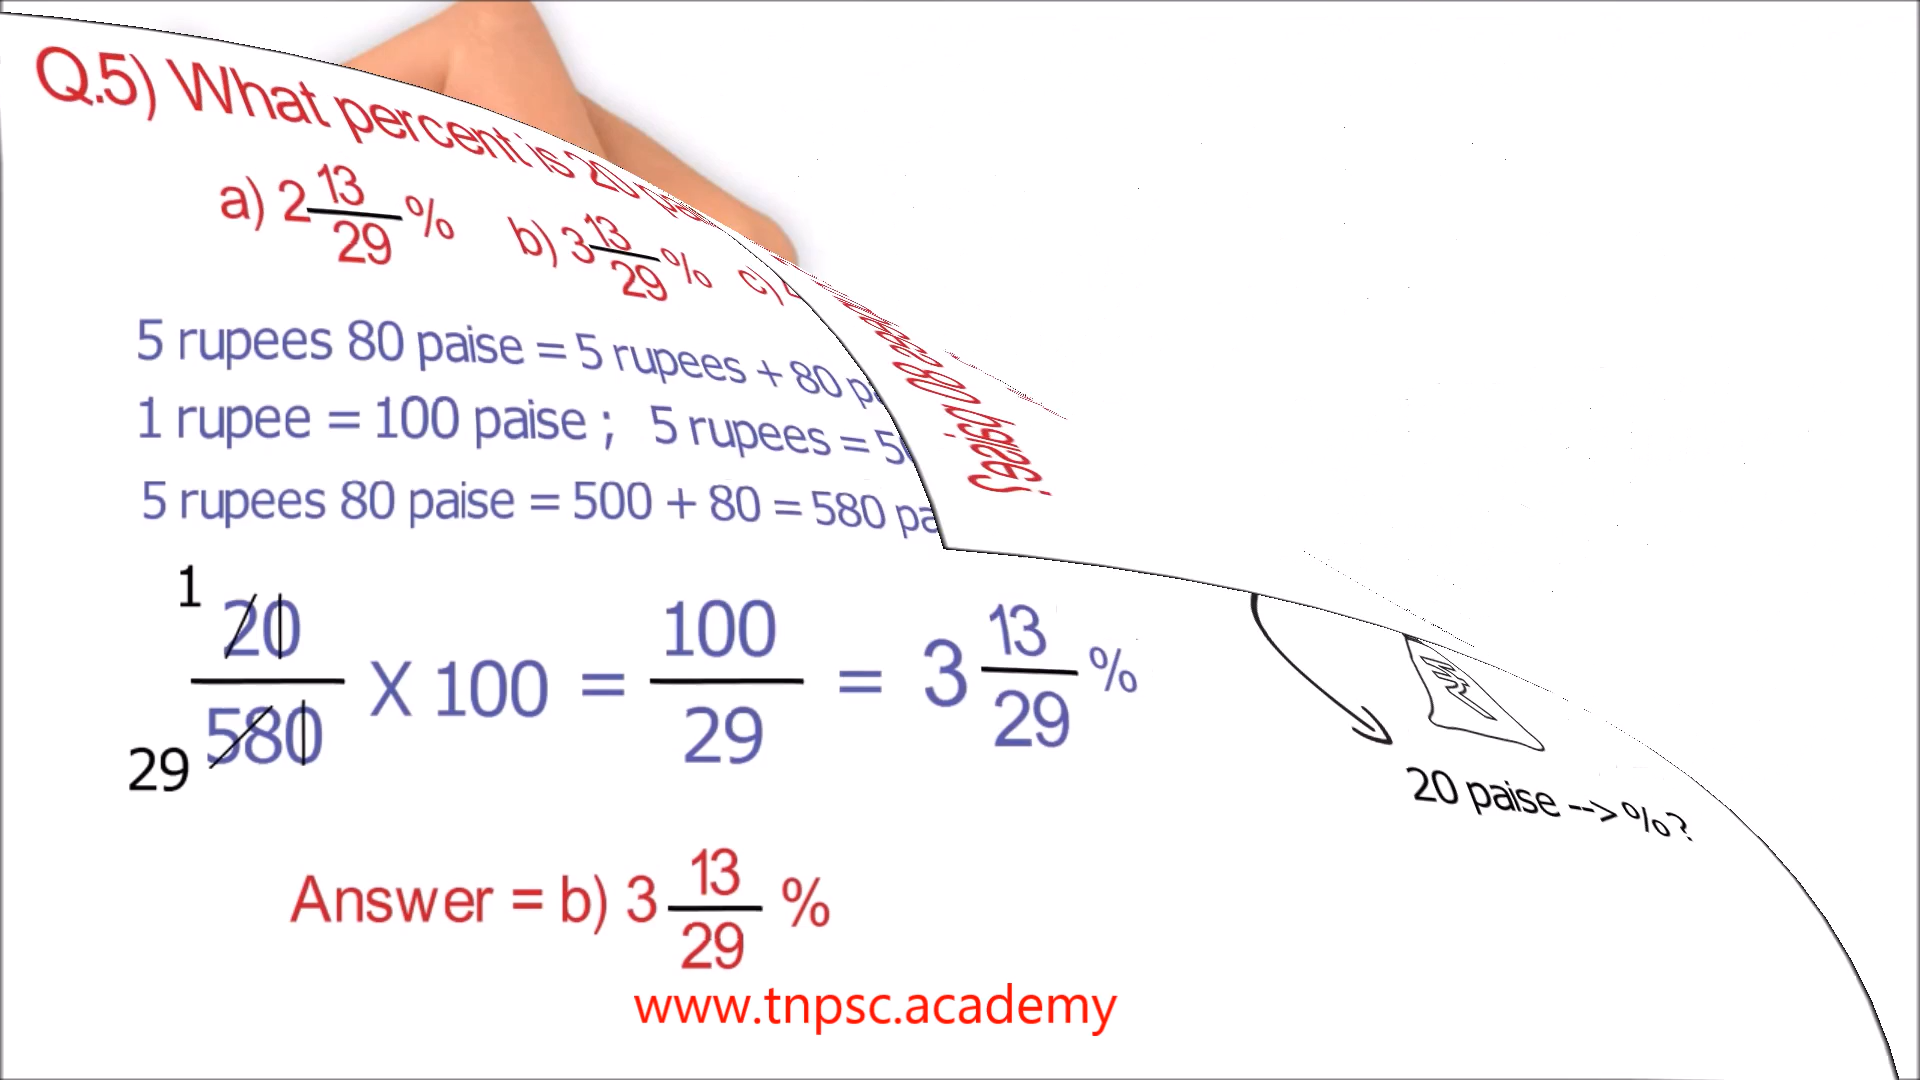 Q.5) What percent is 20
a) 2 13/29 % b) 3 13/29 % c)
5 rupees 80 paise = 5 rupees + 80
1 rupee = 100 paise ; 5 rupees =
5 rupees 80 paise = 500 + 80 = 580
1
20/580 X 100 = 100/29 = 3 13/29 %
29
20 paise --> %?
Answer = b) 3 13/29 %
www.tnpsc.academy